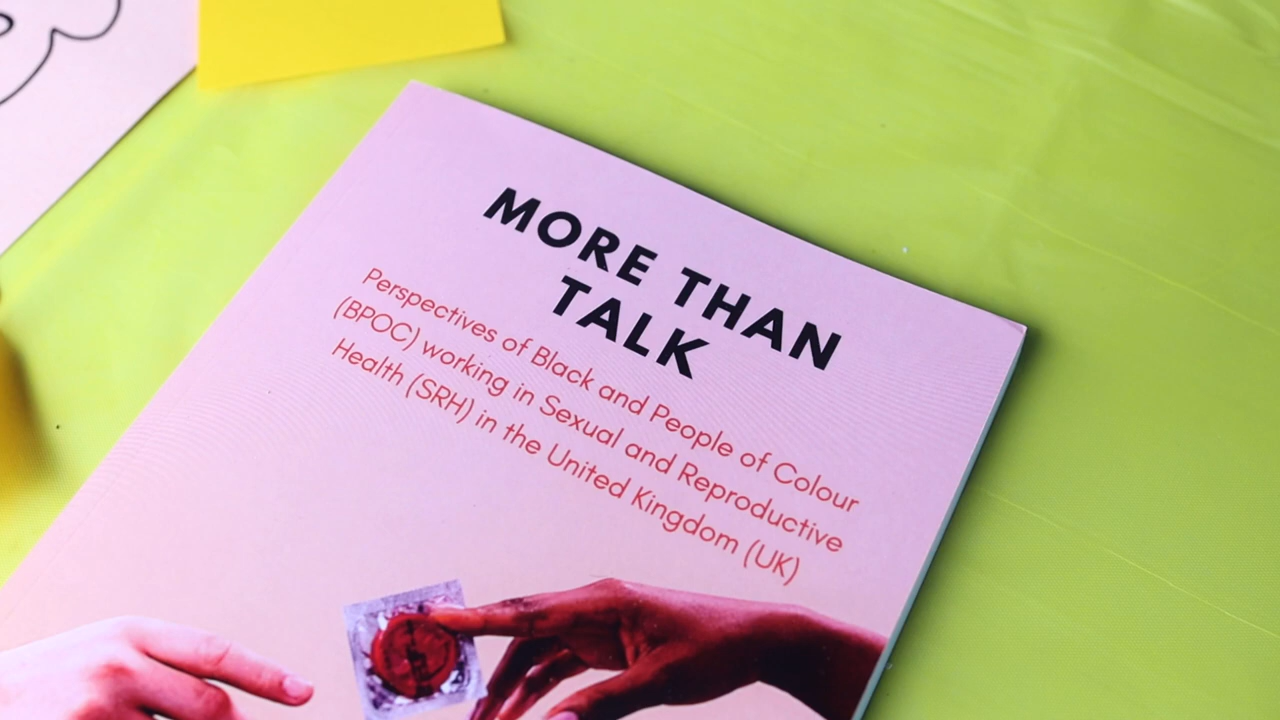 MORE THAN
TALK
Perspectives of Black and People of Colour
(BPOC) working in Sexual and Reproductive
Health (SRH) in the United Kingdom (UK)